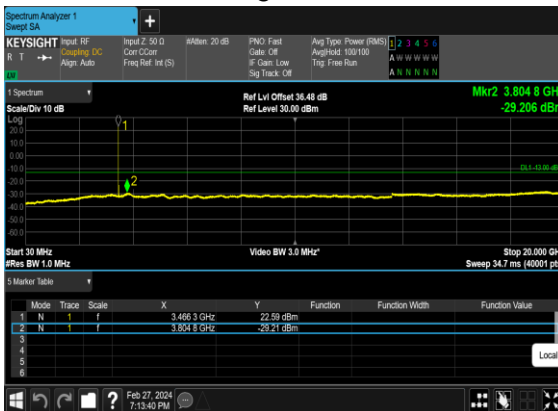 Spectrum Analyzer 1
Swept SA
KEYSIGHT Input: RF Input Z: 50 Ω #Atten: 20 dB PNO: Fast Avg Type: Power (RMS) 1 2 3 4 5 6
R T Coupling: DC Corr CCorr Gate: Off Avg|Hold: 100/100 A W W W W W
Align: Auto Freq Ref: Int (S) IF Gain: Low Trig: Free Run
Sig Track: Off A N N N N N
LV
1 Spectrum Ref Lvl Offset 36.48 dB Mkr2 3.804 8 GH
Scale/Div 10 dB Ref Level 30.00 dBm -29.206 dBr
Log
20.0
10.0
0.00
-10.0
-20.0
-30.0
-40.0
-50.0
-60.0
1
2
DL1 -13.00 dB
Start 30 MHz Video BW 3.0 MHz* Stop 20.000 G
#Res BW 1.0 MHz Sweep 34.7 ms (40001 pt
5 Marker Table
Mode Trace Scale X Y Function Function Width Function Value
1 N 1 f 3.466 3 GHz 22.59 dBm
2 N 1 f 3.804 8 GHz -29.21 dBm
3
4
5
6
Local
? Feb 27, 2024
7:13:40 PM